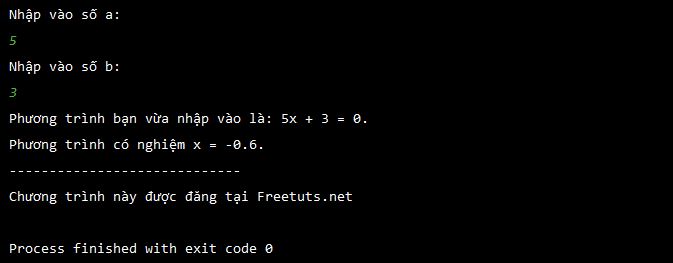 Nhập vào số a:
5
Nhập vào số b:
3
Phương trình bạn vừa nhập vào là: 5x + 3 = 0.
Phương trình có nghiệm x = -0.6.
-----------------------------
Chương trình này được đăng tại Freetuts.net
Process finished with exit code 0